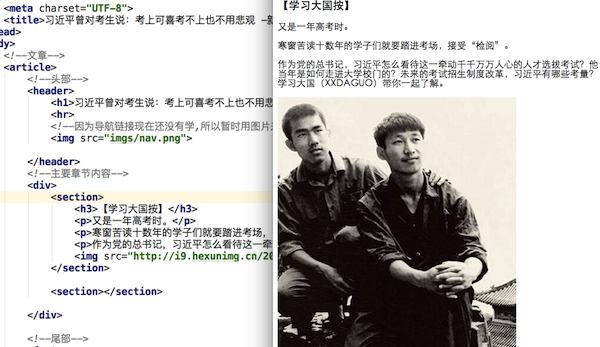 <meta charset="UTF-8">
<title>习近平曾对考生说：考上可喜考不上也不用悲观 -
ead>
dy>
<!--文章-->
<article>
<!--头部-->
<header>
<h1>习近平曾对考生说：考上可喜考不上也不用悲
<hr>
<!--因为导航链接现在还没有学,所以暂时用图片
<img src="imgs/nav.png">
</header>
<!--主要章节内容-->
<div>
<section>
<h3>【学习大国按】</h3>
<p>又是一年高考时。</p>
<p>寒窗苦读十数年的学子们就要踏进考场，
<p>作为党的总书记，习近平怎么看待这一牵
<img src="http://i9.hexunimg.cn/20
</section>
<section></section>
</div>
<!--尾部-->
【学习大国按】
又是一年高考时。
寒窗苦读十数年的学子们就要踏进考场，接受“检阅”。
作为党的总书记，习近平怎么看待这一牵动千千万万人心的人才选拔考试？他
当年是如何走进大学校门的？未来的考试招生制度改革，习近平有哪些考量？
学习大国（XXDAGUO）带你一起了解。